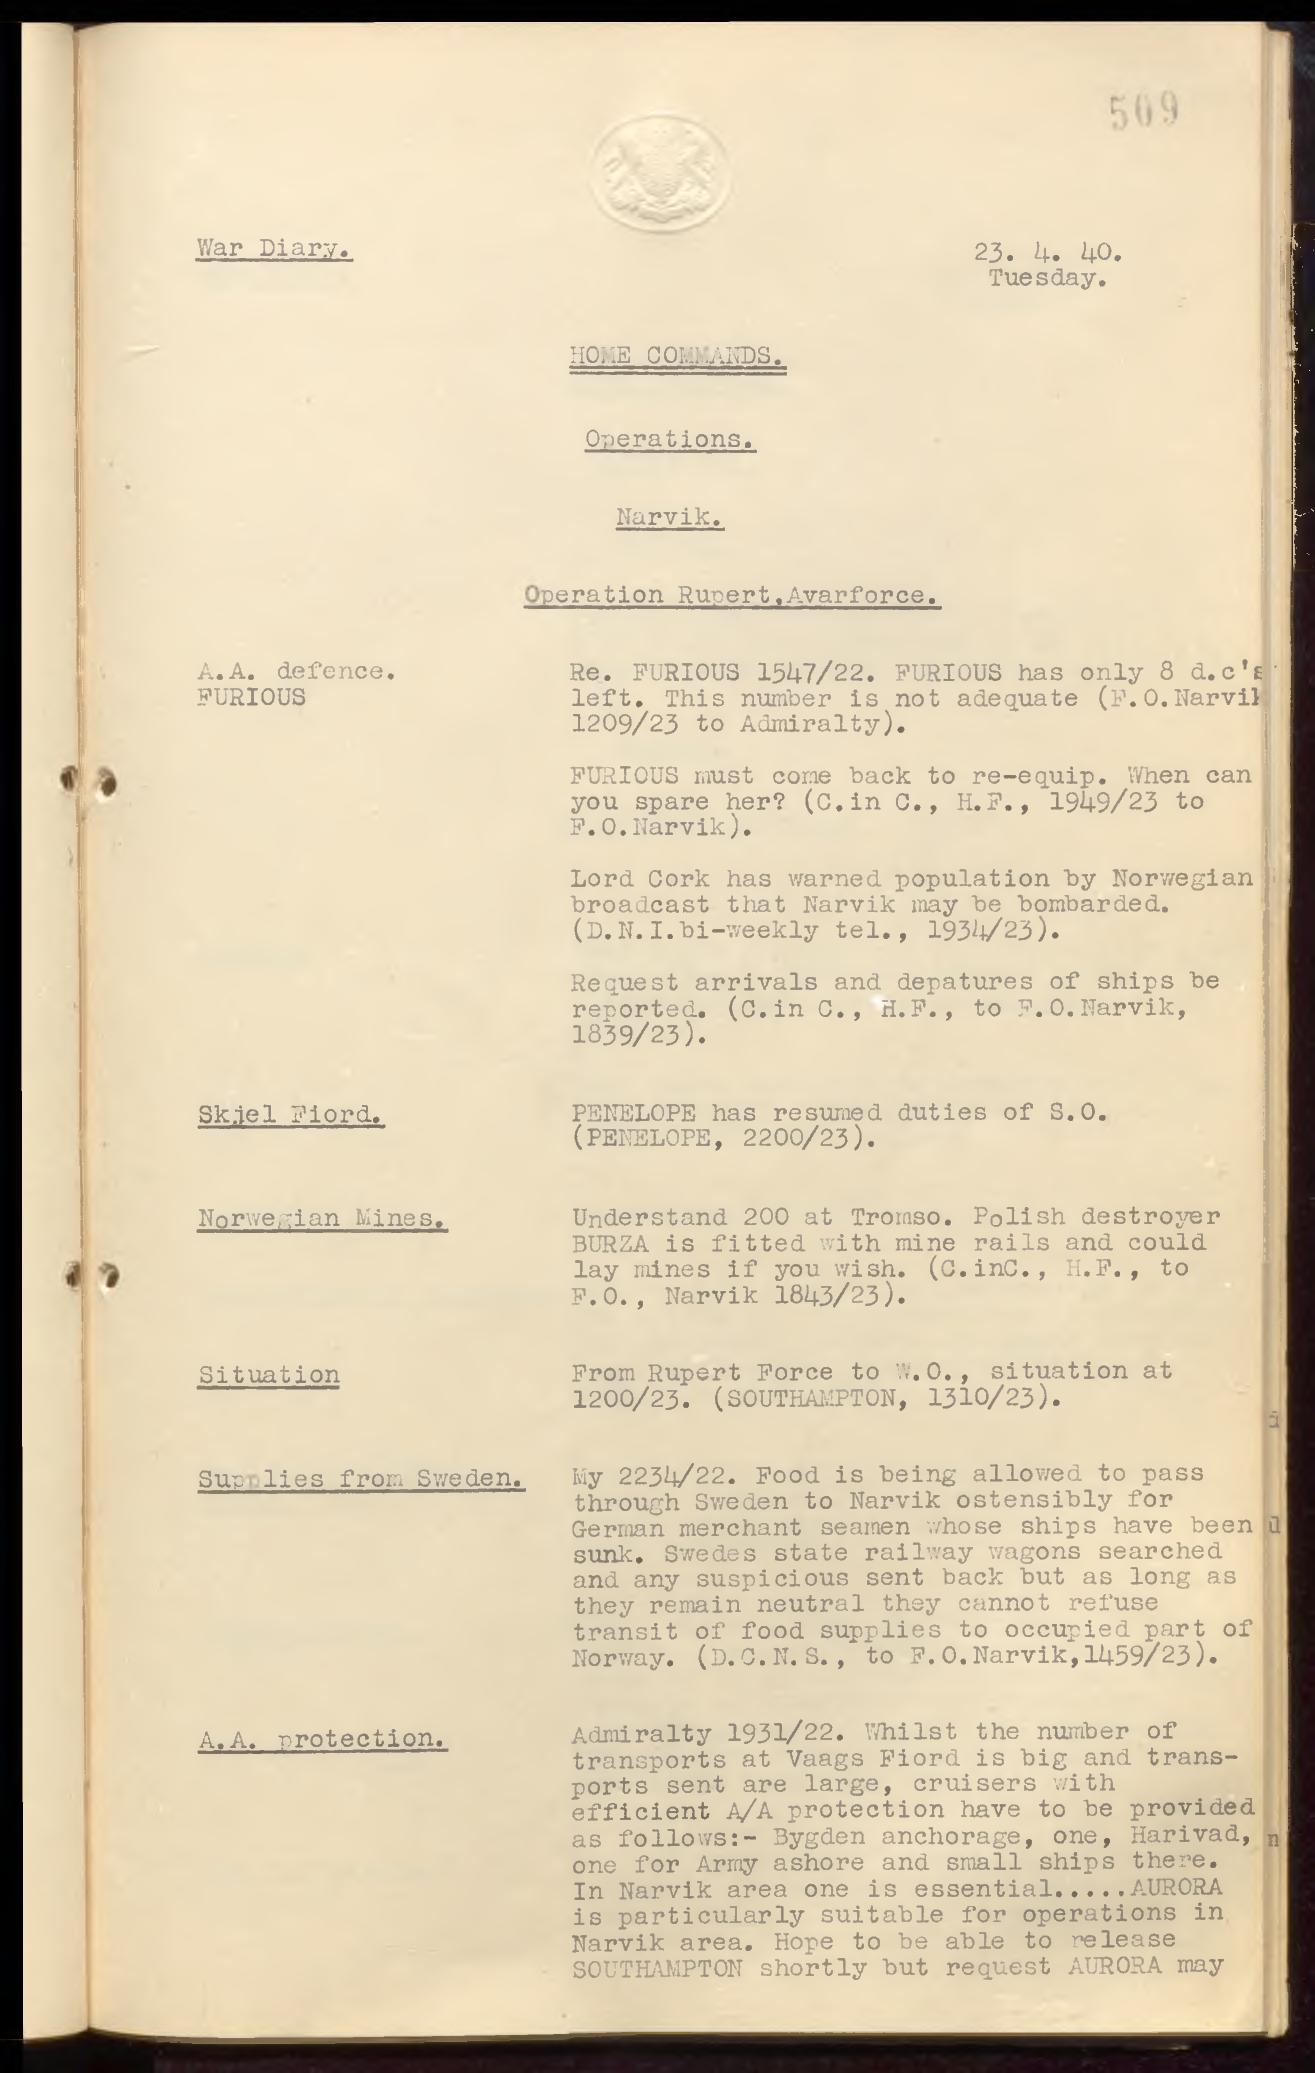 509
War Diary.
23. 4. 40.
Tuesday.
HOME COMMANDS.
Operations.
Narvik.
Operation Rupert,Avarforce.
A.A. defence.
FURIOUS
Re. FURIOUS 1547/22. FURIOUS has only 8 d.c's
left. This number is not adequate (F.O.Narvik
1209/23 to Admiralty).
FURIOUS must come back to re-equip. When can
you spare her? (C.in C., H.F., 1949/23 to
F.O.Narvik).
Lord Cork has warned population by Norwegian
broadcast that Narvik may be bombarded.
(D.N.I.bi-weekly tel., 1934/23).
Request arrivals and depatures of ships be
reported. (C.in C., H.F., to F.O.Narvik,
1839/23).
Skjel Fiord.
PENELOPE has resumed duties of S.O.
(PENELOPE, 2200/23).
Norwegian Mines.
Understand 200 at Tromso. Polish destroyer
BURZA is fitted with mine rails and could
lay mines if you wish. (C.inC., H.F., to
F.O., Narvik 1843/23).
Situation
From Rupert Force to W.O., situation at
1200/23. (SOUTHAMPTON, 1310/23).
Supplies from Sweden.
My 2234/22. Food is being allowed to pass
through Sweden to Narvik ostensibly for
German merchant seamen whose ships have been
sunk. Swedes state railway wagons searched
and any suspicious sent back but as long as
they remain neutral they cannot refuse
transit of food supplies to occupied part of
Norway. (D.C.N.S., to F.O.Narvik,1459/23).
A.A. protection.
Admiralty 1931/22. Whilst the number of
transports at Vaags Fiord is big and trans-
ports sent are large, cruisers with
efficient A/A protection have to be provided
as follows:- Bygden anchorage, one, Harivad,
one for Army ashore and small ships there.
In Narvik area one is essential.....AURORA
is particularly suitable for operations in
Narvik area. Hope to be able to release
SOUTHAMPTON shortly but request AURORA may